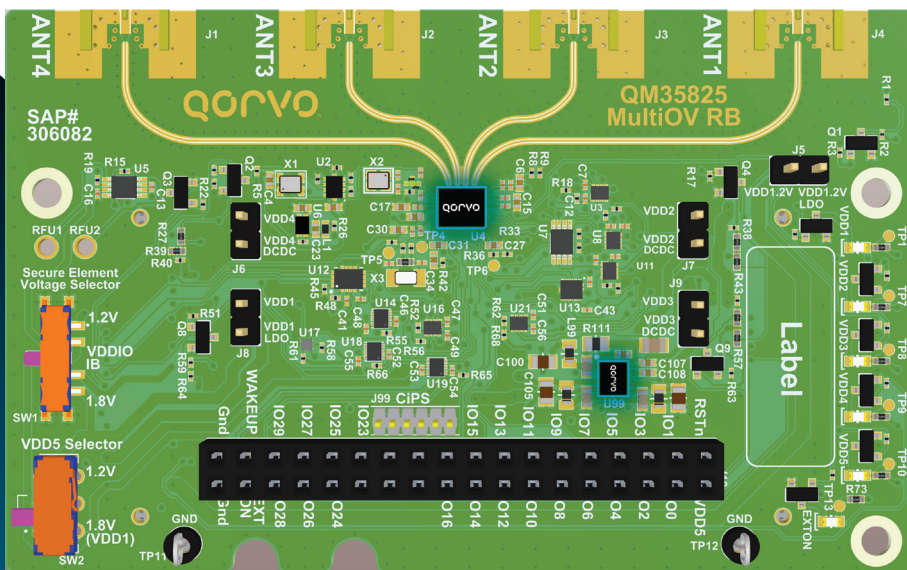 ANT4
J1
ANT3
J2
ANT2
J3
ANT1
J4
QORVO
QM35825
MultiOV RB
SAP#
306082
R1
R19
C16
R15
U5
C13
Q3
R22
Q2
R5
C4
X1
U2
X2
R9
R8
C6
C15
R18
C12
C7
U3
R17
Q4
Q1
R3
R2
J5
VDD1.2V
VDD1.2V
LDO
RFU1
RFU2
R27
R39
R40
VDD4
VDD4
DCDC
J6
U6
C23
L1
R26
C17
C30
QORVO
TP4
U4
C31
R33
C27
R36
TP6
TP5
U7
U8
U11
VDD2
VDD2
DCDC
J7
R38
VDD1
TP1
Secure Element
Voltage Selector
1.2V
VDDIO
IB
1.8V
SW1
Q8
R51
R59
R84
VDD1
VDD1
LDO
J8
U12
R45
R48
C41
C48
X3
C34
R42
U14
C46
R52
U16
C47
C49
U17
R61
R58
U18
C55
R66
R55
C52
R56
C53
U19
C54
R65
U13
C43
U21
C51
C56
R62
R68
L99
R111
C100
C105
QORVO
U99
C107
C108
J9
VDD3
VDD3
DCDC
R43
R57
Q9
R63
Label
VDD2
TP7
VDD3
TP8
VDD4
TP9
VDD5
TP10
R73
TP13
EXTON
J99 CiPS
VDD5 Selector
1.2V
1.8V
(VDD1)
SW2
Gnd
WAKEUP
IO29
IO27
IO25
IO23
IO15
IO13
IO11
IO9
IO7
IO5
IO3
IO1
RSTn
Gnd
EXT
ON
IO28
IO26
IO24
IO16
IO14
IO12
IO10
IO8
IO6
IO4
IO2
IO0
VDD5
GND
TP11
GND
TP12